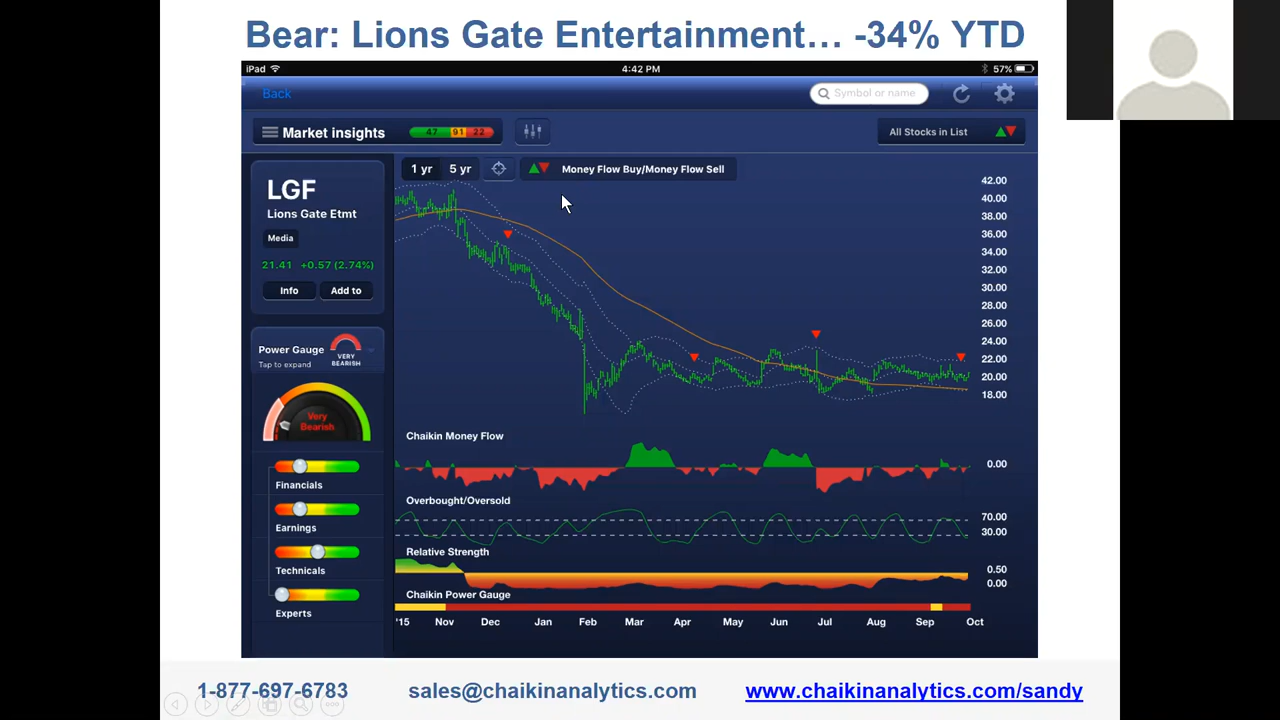 Bear: Lions Gate Entertainment… -34% YTD
iPad
4:42 PM
57%
Back
Symbol or name
Market insights
47 91 22
All Stocks in List
1 yr
5 yr
Money Flow Buy/Money Flow Sell
LGF
Lions Gate Etmt
Media
21.41 +0.57 (2.74%)
Info
Add to
Power Gauge
Tap to expand
VERY
BEARISH
Very
Bearish
Financials
Earnings
Technicals
Experts
42.00
40.00
38.00
36.00
34.00
32.00
30.00
28.00
26.00
24.00
22.00
20.00
18.00
Chaikin Money Flow
0.00
Overbought/Oversold
70.00
30.00
Relative Strength
0.50
0.00
Chaikin Power Gauge
'15 Nov Dec Jan Feb Mar Apr May Jun Jul Aug Sep Oct
1-877-697-6783
sales@chaikinanalytics.com
www.chaikinanalytics.com/sandy